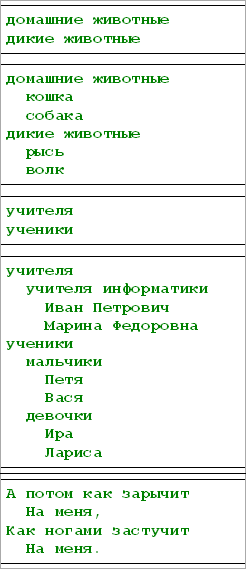 домашние животные
дикие животные
домашние животные
кошка
собака
дикие животные
рысь
волк
учителя
ученики
учителя
учителя информатики
Иван Петрович
Марина Федоровна
ученики
мальчики
Петя
Вася
девочки
Ира
Лариса
А потом как зарычит
На меня,
Как ногами застучит
На меня.